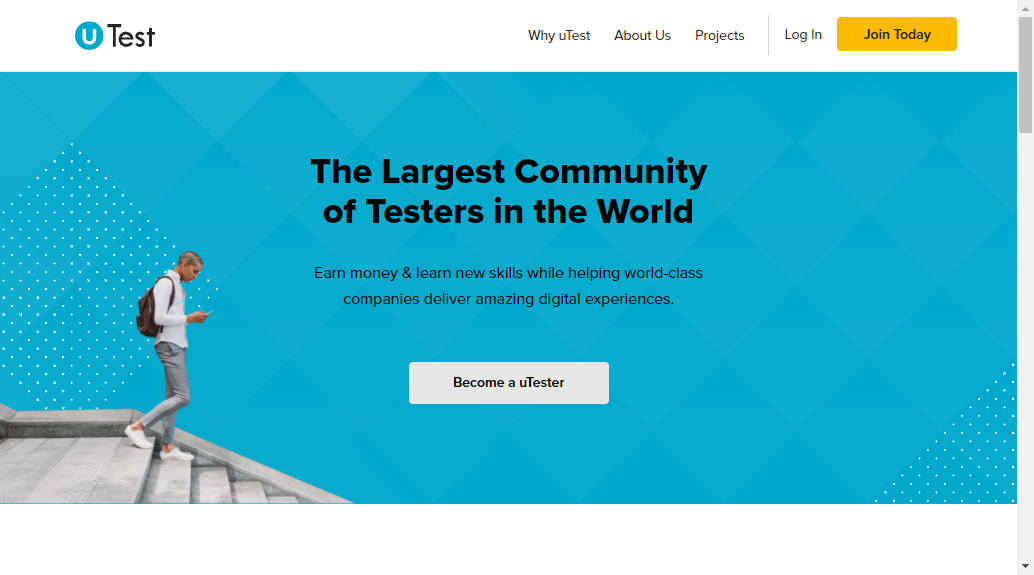 uTest
Why uTest
About Us
Projects
Log In
Join Today
The Largest Community
of Testers in the World
Earn money & learn new skills while helping world-class
companies deliver amazing digital experiences.
Become a uTester